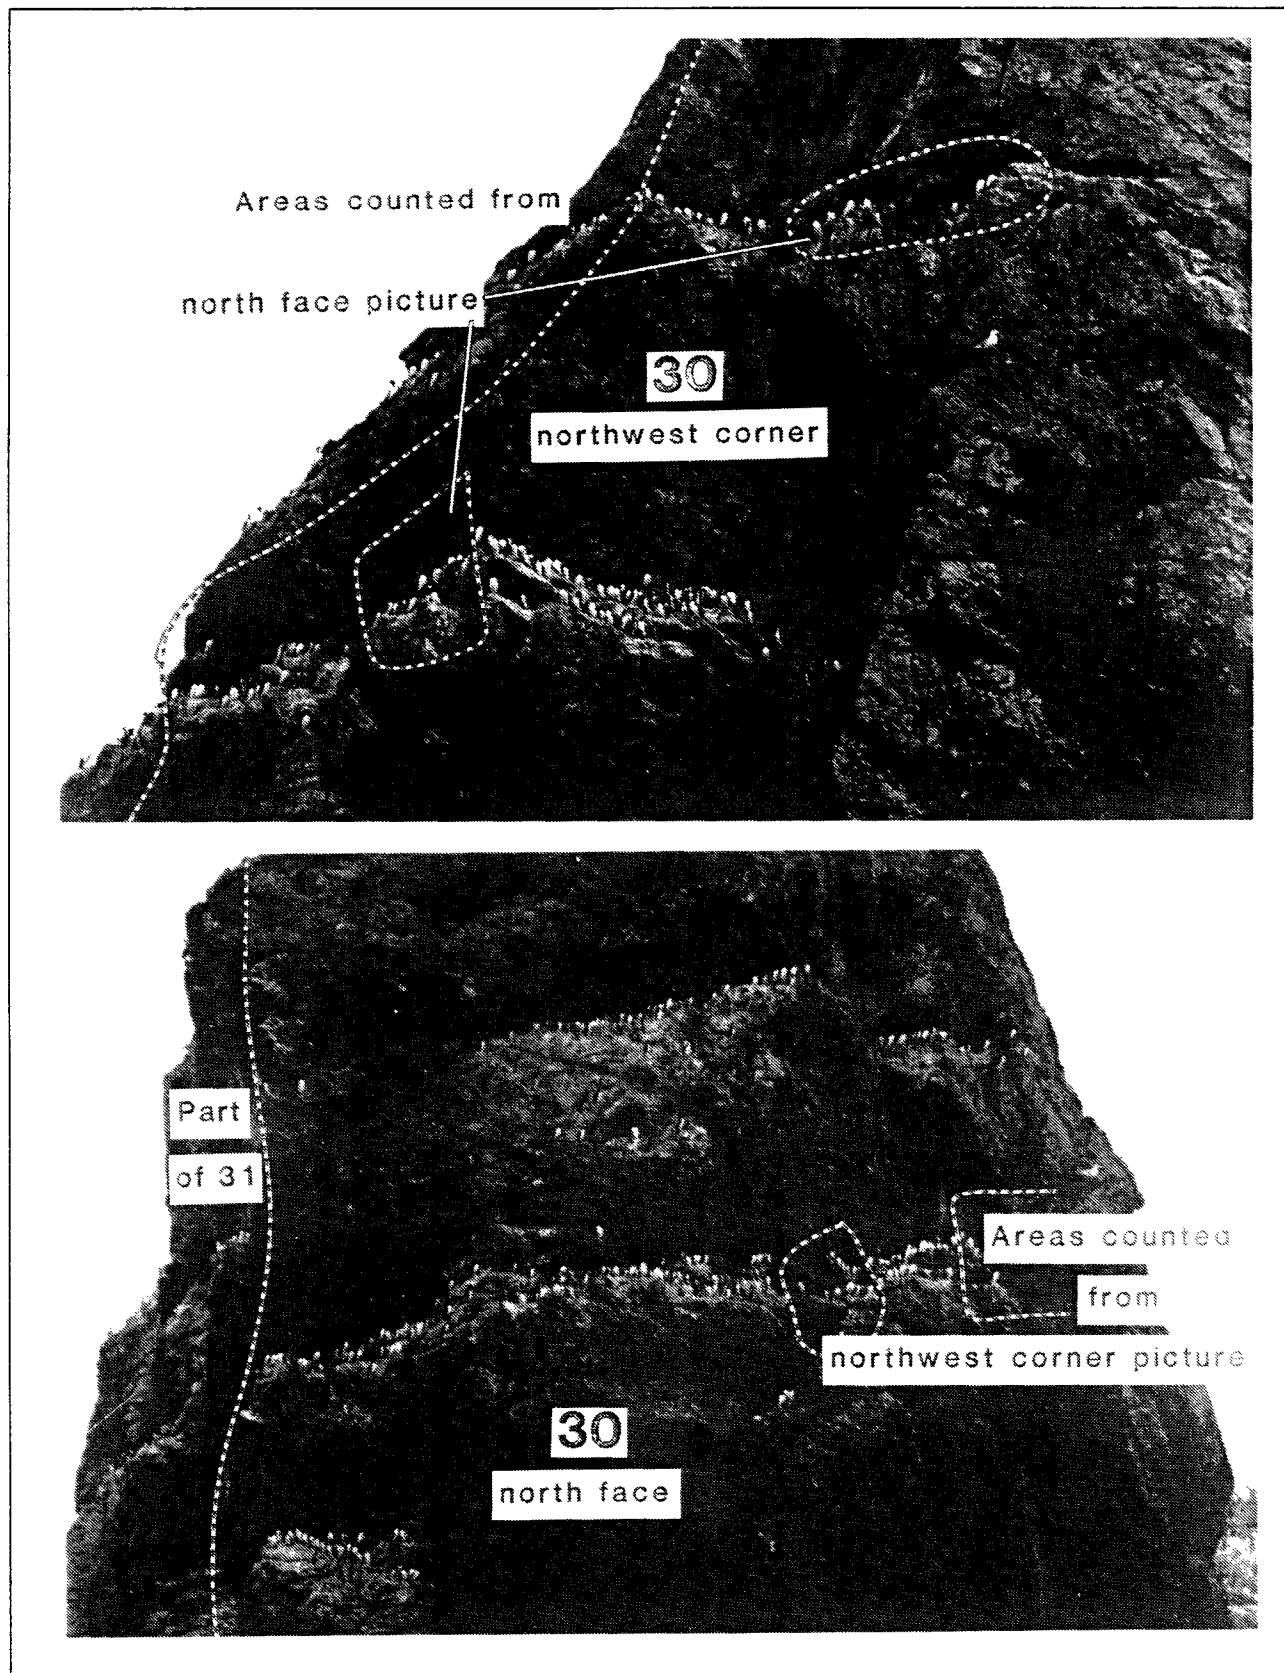 Areas counted from
north face picture
30
northwest corner
Part
of 31
Areas counted
from
northwest corner picture
30
north face